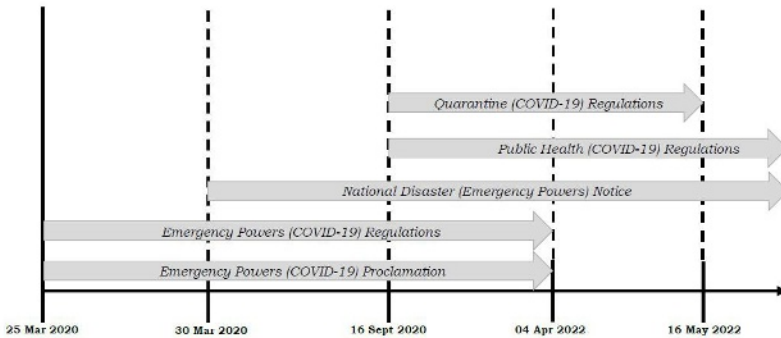 Quarantine (COVID-19) Regulations
Public Health (COVID-19) Regulations
National Disaster (Emergency Powers) Notice
Emergency Powers (COVID-19) Regulations
Emergency Powers (COVID-19) Proclamation
25 Mar 2020 30 Mar 2020 16 Sept 2020 04 Apr 2022 16 May 2022